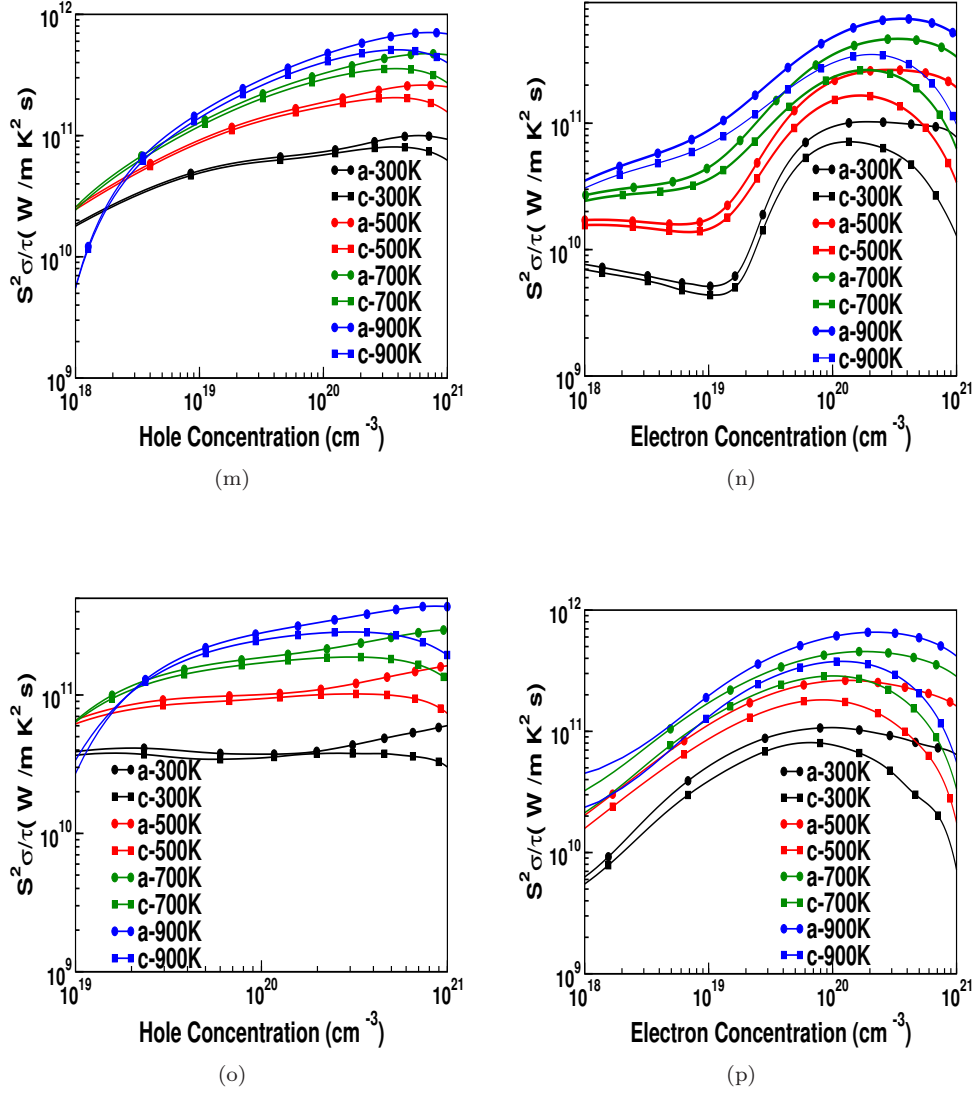 10^12
10^11
10^10
10^9
S^2σ/τ( W /m K^2 s)
a-300K
c-300K
a-500K
c-500K
a-700K
c-700K
a-900K
c-900K
10^18 10^19 10^20 10^21
Hole Concentration (cm^-3)
(m)
10^11
10^10
10^9
S^2σ/τ( W /m K^2 s)
a-300K
c-300K
a-500K
c-500K
a-700K
c-700K
a-900K
c-900K
10^18 10^19 10^20 10^21
Electron Concentration (cm^-3)
(n)
10^11
10^10
10^9
S^2σ/τ( W /m K^2 s)
a-300K
c-300K
a-500K
c-500K
a-700K
c-700K
a-900K
c-900K
10^19 10^20 10^21
Hole Concentration (cm^-3)
(o)
10^12
10^11
10^10
10^9
S^2σ/τ( W /m K^2 s)
a-300K
c-300K
a-500K
c-500K
a-700K
c-700K
a-900K
c-900K
10^18 10^19 10^20 10^21
Electron Concentration (cm^-3)
(p)